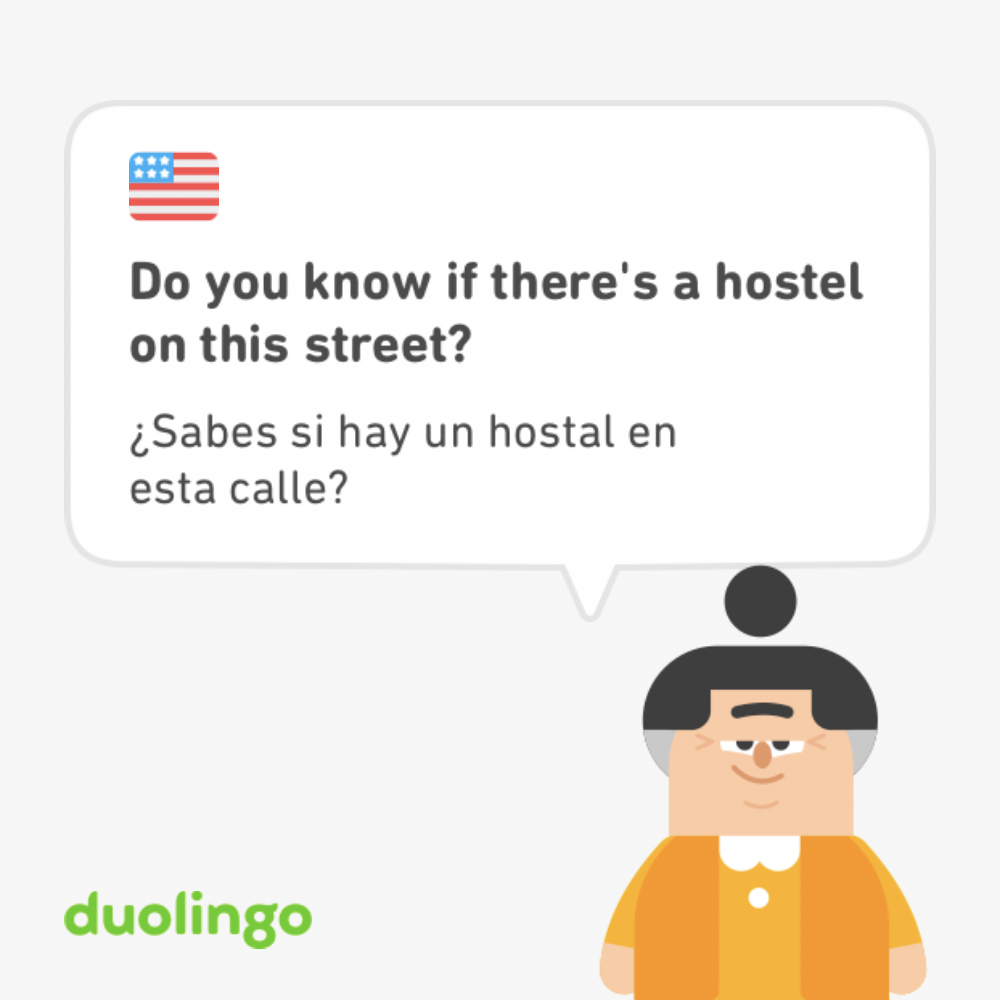 Do you know if there's a hostel
on this street?
¿Sabes si hay un hostal en
esta calle?
duolingo